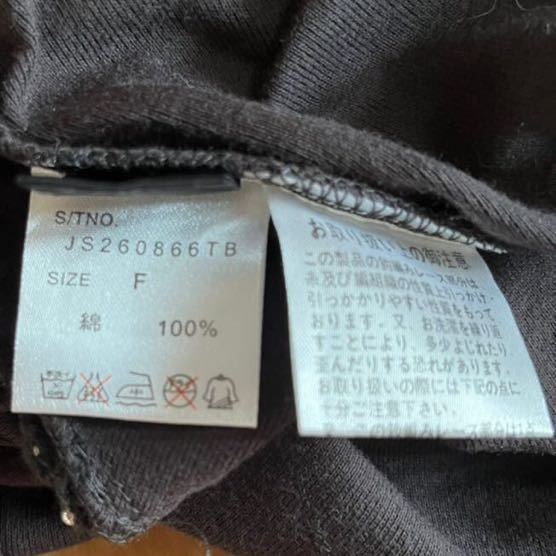 S/TNO.
JS260866TB
SIZE F
綿 100%
お取り扱い上の御注意
この製品の釣編みレース部分は
糸及び編組織の性質上引っかけ、
引っかかりやすい性質をもって
おります。又、お洗濯を繰り返
すことにより、多少よじれたり
歪んだりする恐れがあります。
お取り扱いの際には下記の点に
十分ご注意下さい。